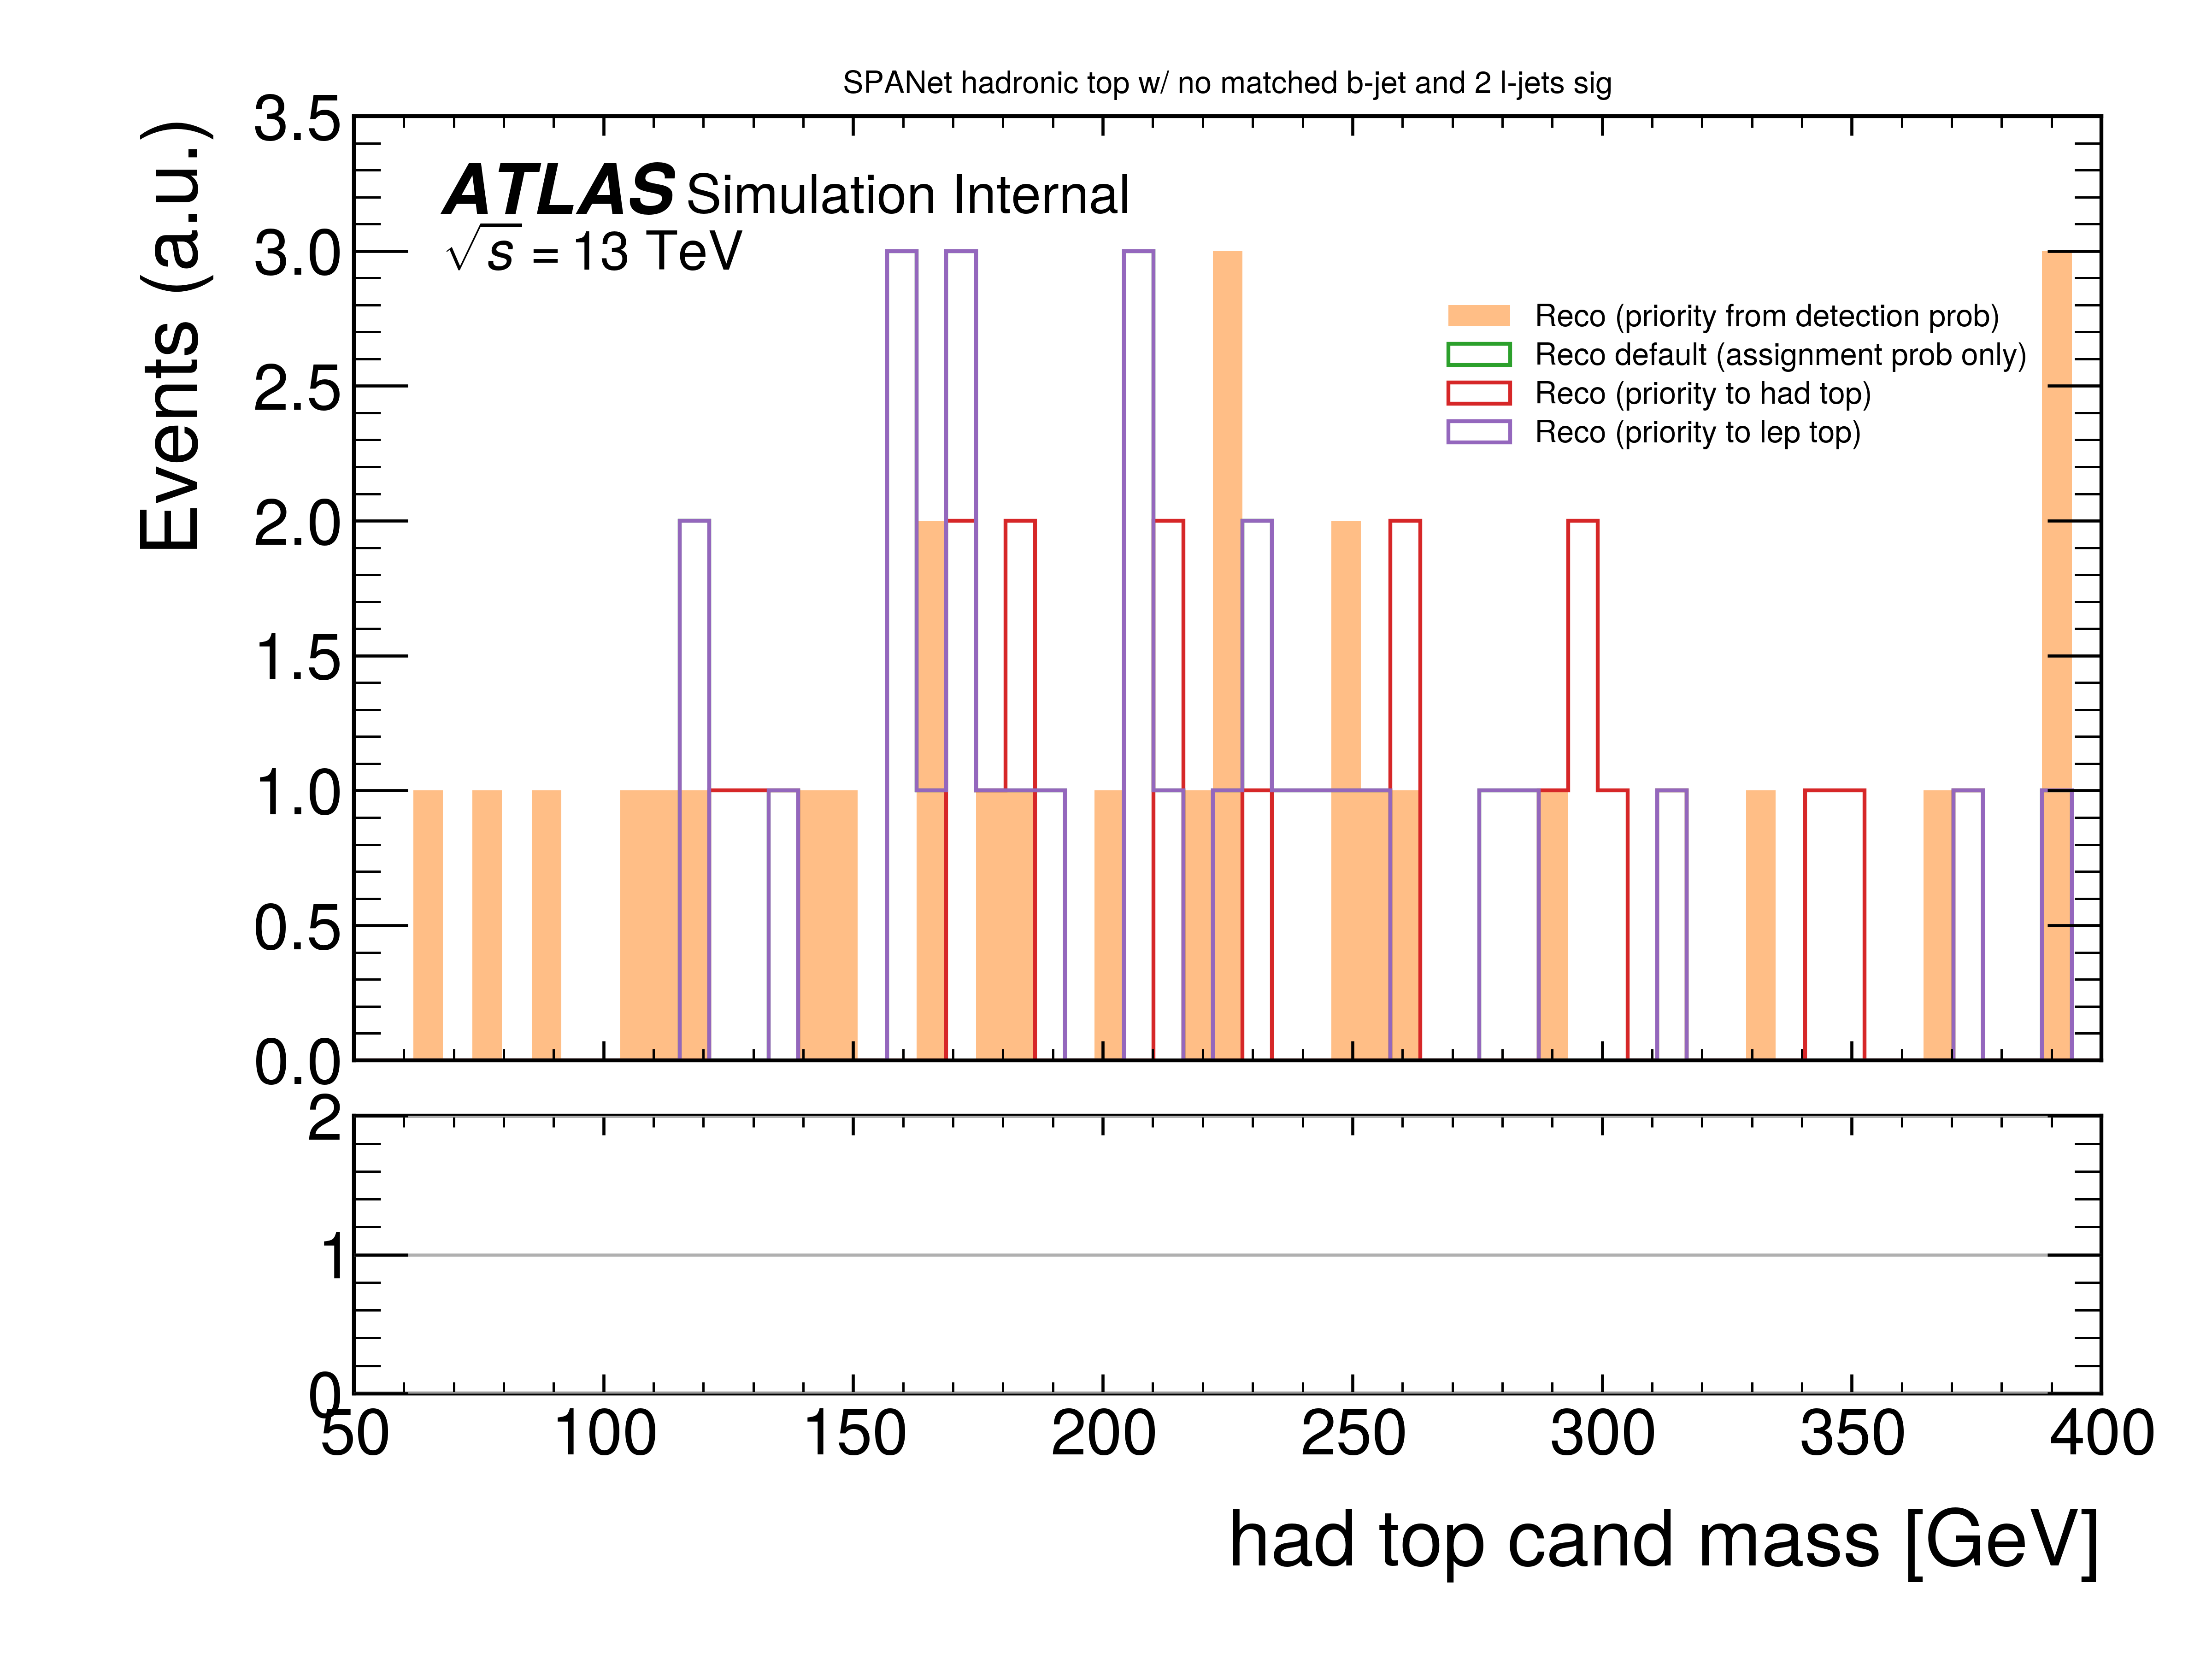 SPANet hadronic top w/ no matched b-jet and 2 l-jets sig
3.5
3.0
2.5
2.0
1.5
1.0
0.5
0.0
Events (a.u.)
ATLAS Simulation Internal
√s = 13 TeV
Reco (priority from detection prob)
Reco default (assignment prob only)
Reco (priority to had top)
Reco (priority to lep top)
2
1
0
50 100 150 200 250 300 350 400
had top cand mass [GeV]